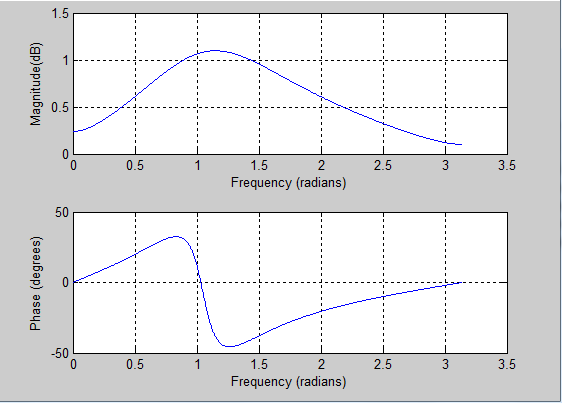 Magnitude(dB)
1.5
1
0.5
0
0 0.5 1 1.5 2 2.5 3 3.5
Frequency (radians)
Phase (degrees)
50
0
-50
0 0.5 1 1.5 2 2.5 3 3.5
Frequency (radians)